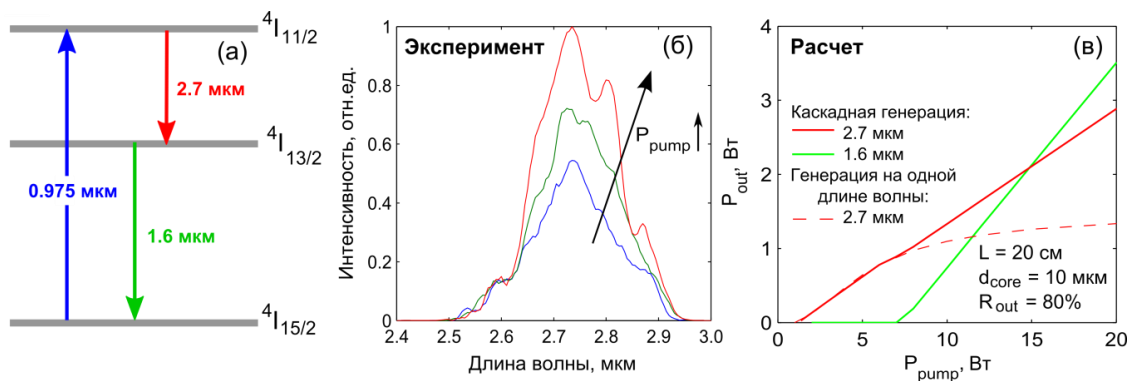 (а)
⁴I₁₁/₂
2.7 мкм
⁴I₁₃/₂
0.975 мкм
1.6 мкм
⁴I₁₅/₂
Эксперимент
(б)
Pₚᵤₘₚ
Интенсивность, отн.ед.
1
0.8
0.6
0.4
0.2
0
2.4
2.5
2.6
2.7
2.8
2.9
3.0
Длина волны, мкм
Расчет
(в)
Каскадная генерация:
2.7 мкм
1.6 мкм
Генерация на одной
длине волны:
2.7 мкм
L = 20 см
d_core = 10 мкм
R_out = 80%
P_out, Вт
4
3
2
1
0
0
5
10
15
20
P_pump, Вт